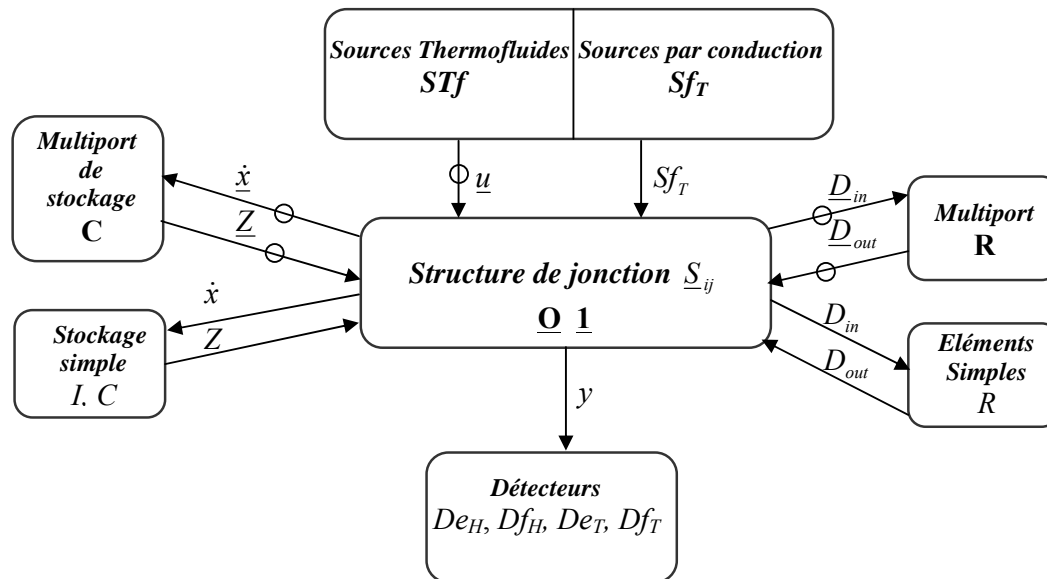 Sources Thermofluides
STf
Sources par conduction
Sf_T
Multiport
de
stockage
C
ẋ
Z
u
Sf_T
D_in
D_out
Multiport
R
Structure de jonction S_ij
O 1
ẋ
Z
Stockage
simple
I. C
D_in
D_out
Eléments
Simples
R
y
Détecteurs
De_H, Df_H, De_T, Df_T